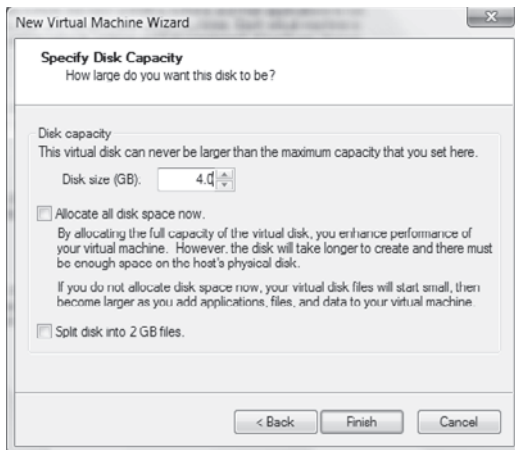 New Virtual Machine Wizard
Specify Disk Capacity
How large do you want this disk to be?
Disk capacity
This virtual disk can never be larger than the maximum capacity that you set here.
Disk size (GB): 4.0
Allocate all disk space now.
By allocating the full capacity of the virtual disk, you enhance performance of
your virtual machine. However, the disk will take longer to create and there must
be enough space on the host's physical disk.
If you do not allocate disk space now, your virtual disk files will start small, then
become larger as you add applications, files, and data to your virtual machine.
Split disk into 2 GB files.
< Back Finish Cancel